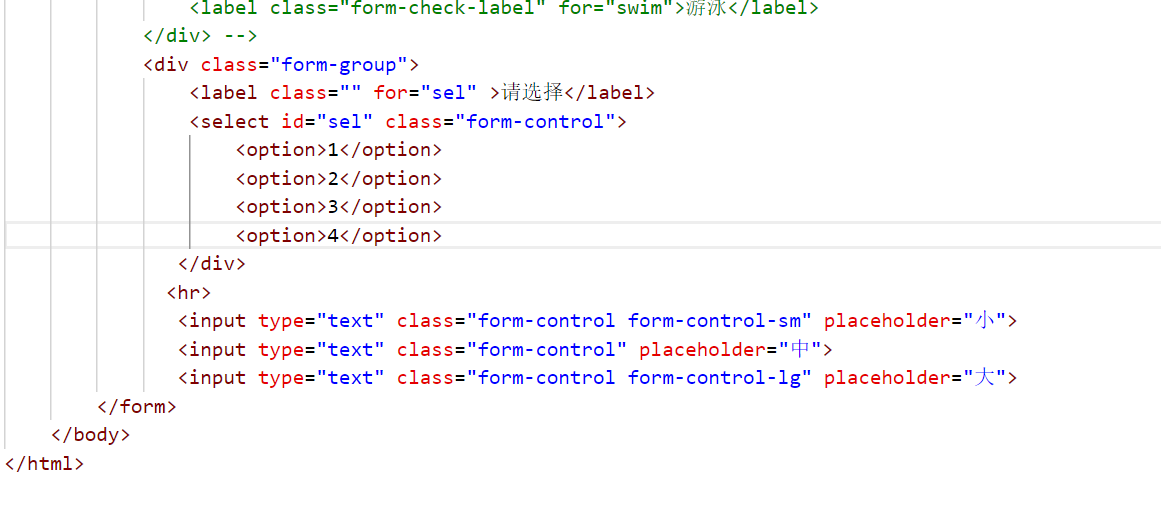 <label class="form-check-label" for="swim">游泳</label>
</div> -->
<div class="form-group">
<label class="" for="sel" >请选择</label>
<select id="sel" class="form-control">
<option>1</option>
<option>2</option>
<option>3</option>
<option>4</option>
</div>
<hr>
<input type="text" class="form-control form-control-sm" placeholder="小">
<input type="text" class="form-control" placeholder="中">
<input type="text" class="form-control form-control-lg" placeholder="大">
</form>
</body>
</html>